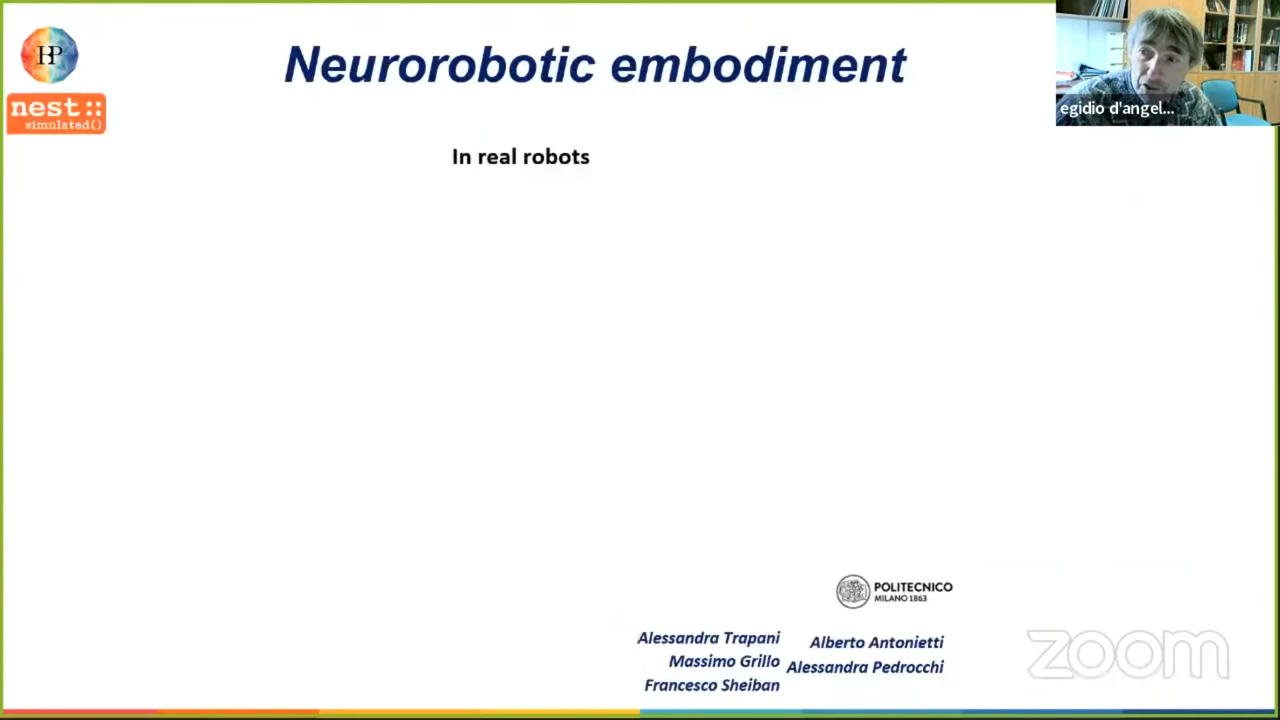 HP
nest::
simulated()
Neurorobotic embodiment
egidio d'angel...
In real robots
POLITECNICO
MILANO 1863
Alessandra Trapani
Massimo Grillo
Francesco Sheiban
Alberto Antonietti
Alessandra Pedrocchi
zoom